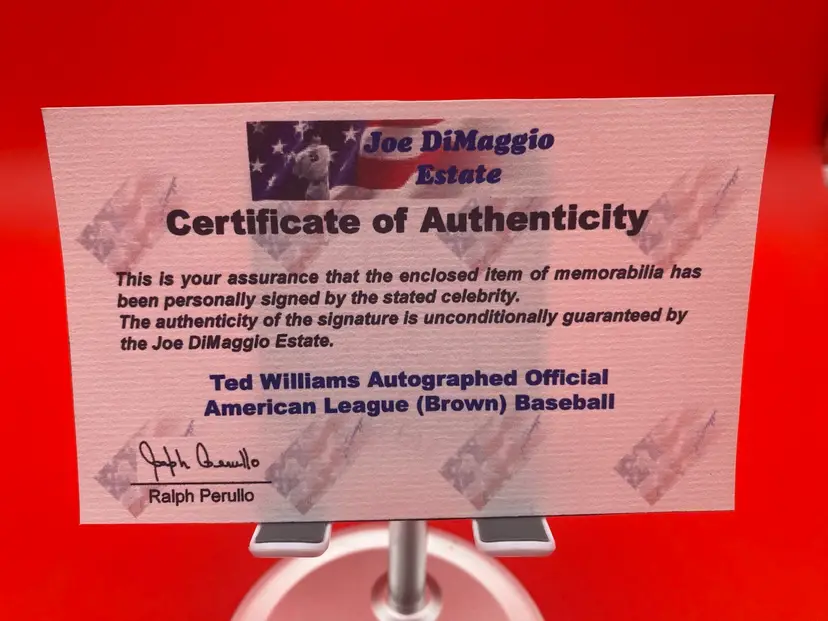 Joe DiMaggio
Estate
Certificate of Authenticity
This is your assurance that the enclosed item of memorabilia has
been personally signed by the stated celebrity.
The authenticity of the signature is unconditionally guaranteed by
the Joe DiMaggio Estate.
Ted Williams Autographed Official
American League (Brown) Baseball
Ralph Perullo
Ralph Perullo